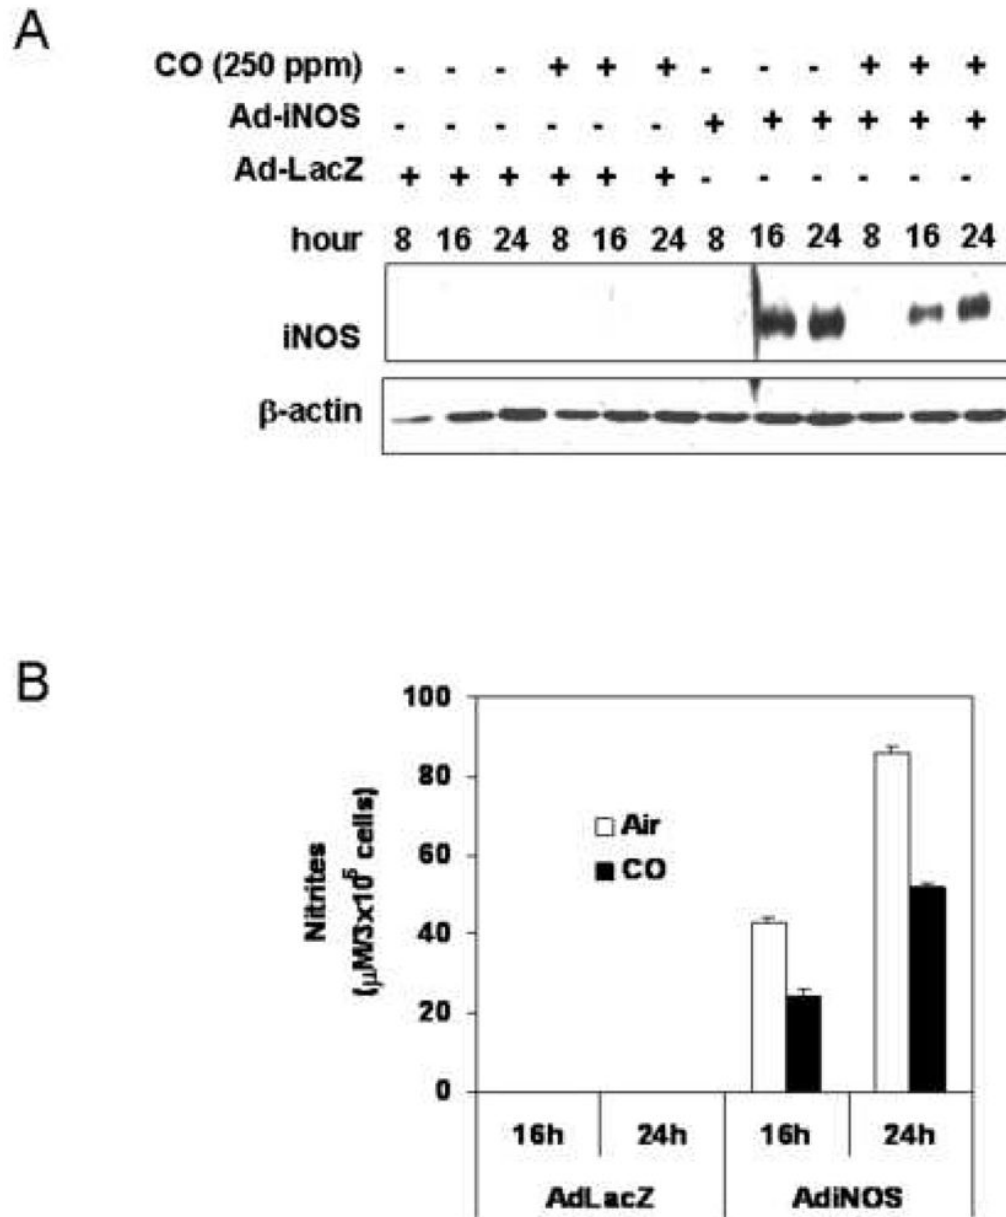 A
CO (250 ppm) - - - + + + - - - + + +
Ad-iNOS - - - - - - + + + + + +
Ad-LacZ + + + + + + - - - - - -
hour 8 16 24 8 16 24 8 16 24 8 16 24
iNOS
β-actin
B
100
80
60
40
20
0
Nitrites
(μM/3x10⁵ cells)
Air
CO
16h 24h 16h 24h
AdLacZ AdiNOS